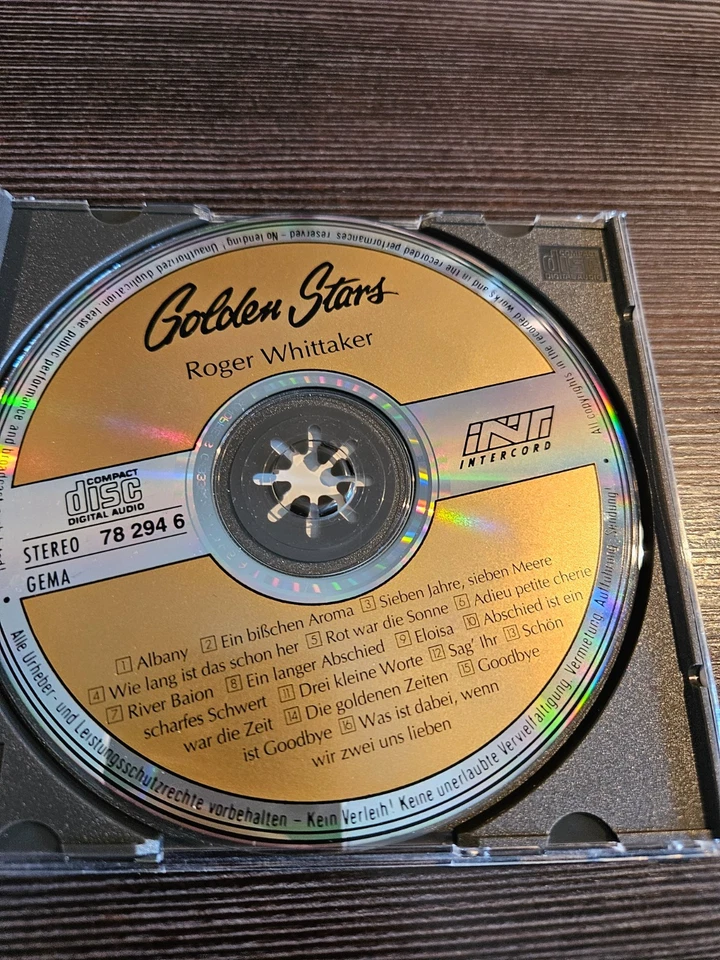 Golden Stars
Roger Whittaker
INT
INTERCORD
COMPACT
disc
DIGITAL AUDIO
STEREO 78 294 6
GEMA
1 Albany 2 Ein bißchen Aroma 3 Sieben Jahre, sieben Meere
4 Wie lang ist das schon her 5 Rot war die Sonne 6 Adieu petite cherie
7 River Baion 8 Ein langer Abschied 9 Eloisa 10 Abschied ist ein
scharfes Schwert 11 Drei kleine Worte 12 Sag' Ihr 13 Schön
war die Zeit 14 Die goldenen Zeiten 15 Goodbye
ist Goodbye 16 Was ist dabei, wenn
wir zwei uns lieben
Alle Urheber- und Leistungsschutzrechte vorbehalten - Kein Verleih! Keine unerlaubte Vervielfältigung, Vermietung, Aufführung, Sendung!
All copyrights in the recorded works and in the recorded performances reserved - No lending! Unauthorized duplication, lease, public performance and